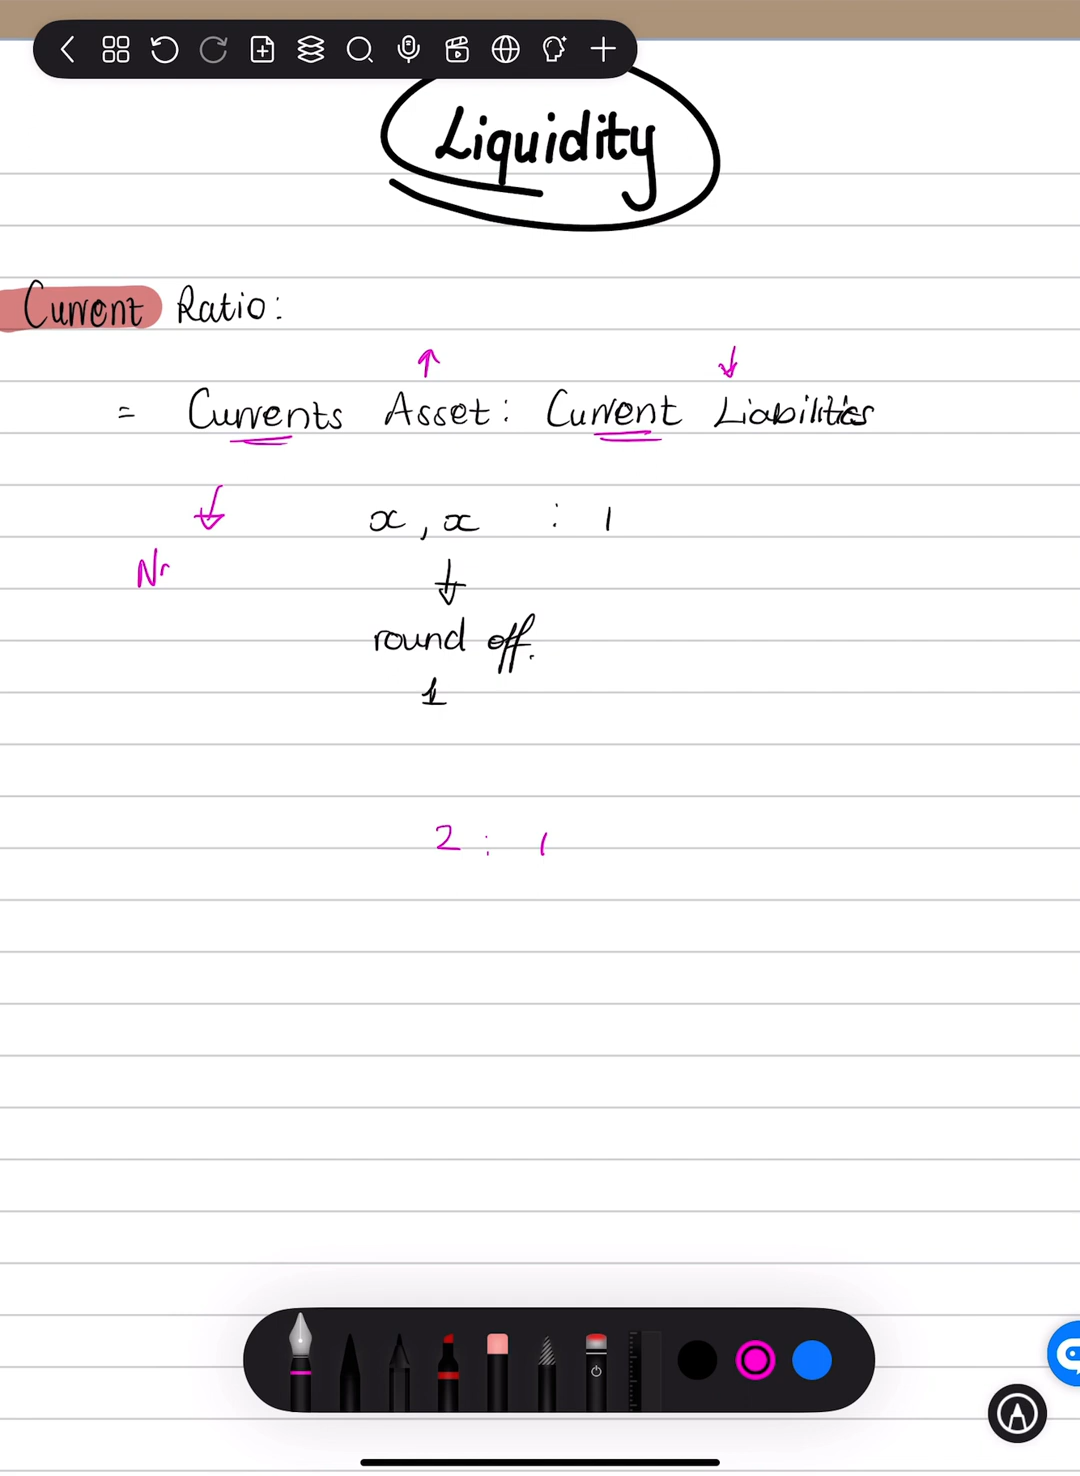 Liquidity
Current Ratio:
= Currents Asset: Current Liabilities
x, x : 1
Nr
round off.
1
2 : 1